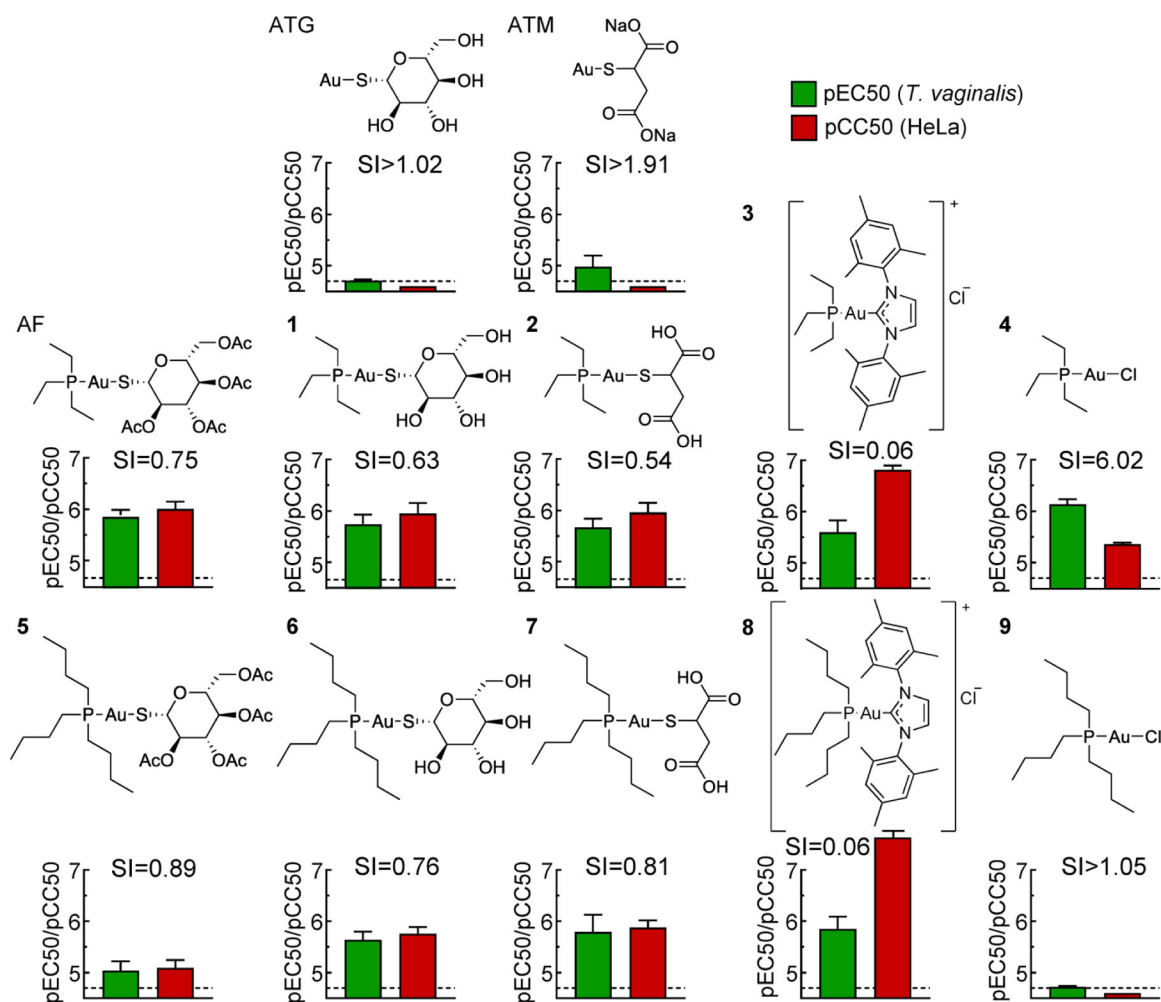 ATG
ATM
Au
S
O
OH
OH
OH
HO
NaO
O
Au
S
O
ONa
pEC50 (T. vaginalis)
pCC50 (HeLa)
pEC50/pCC50
7
6
5
SI>1.02
pEC50/pCC50
7
6
5
SI>1.91
3
P
Au
N
N
+
Cl–
AF
P
Au
S
O
OAc
OAc
OAc
AcO
1
P
Au
S
O
OH
OH
OH
HO
2
P
Au
S
HO
O
O
OH
4
P
Au
Cl
pEC50/pCC50
7
6
5
SI=0.75
pEC50/pCC50
7
6
5
SI=0.63
pEC50/pCC50
7
6
5
SI=0.54
pEC50/pCC50
7
6
5
SI=0.06
pEC50/pCC50
7
6
5
SI=6.02
5
P
Au
S
O
OAc
OAc
OAc
AcO
6
P
Au
S
O
OH
OH
OH
HO
7
P
Au
S
HO
O
O
OH
8
P
Au
N
N
+
Cl–
9
P
Au
Cl
pEC50/pCC50
7
6
5
SI=0.89
pEC50/pCC50
7
6
5
SI=0.76
pEC50/pCC50
7
6
5
SI=0.81
pEC50/pCC50
7
6
5
SI=0.06
pEC50/pCC50
7
6
5
SI>1.05